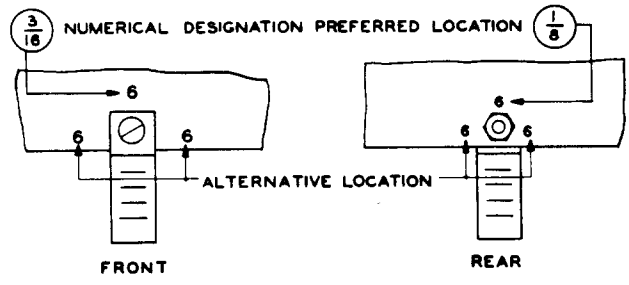 3/16 NUMERICAL DESIGNATION PREFERRED LOCATION 1/8
6 6
6 6 6 6
ALTERNATIVE LOCATION
FRONT REAR